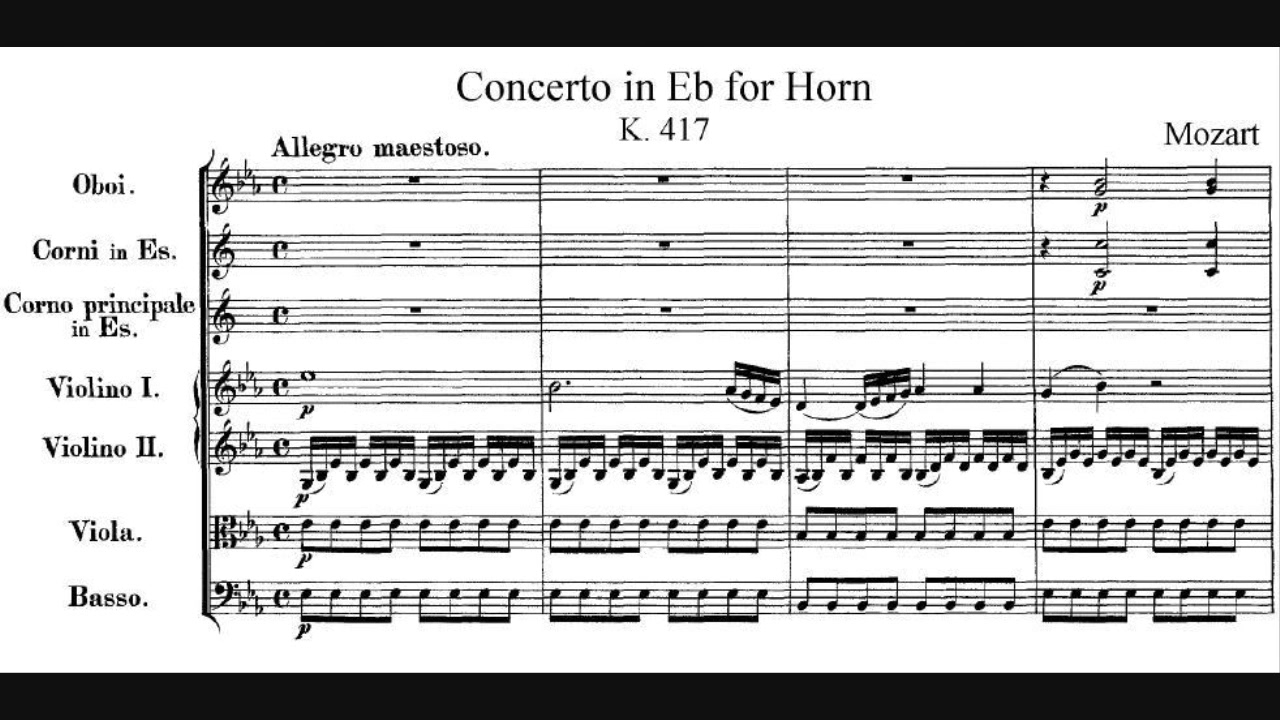 Concerto in Eb for Horn
K. 417
Mozart
Allegro maestoso.
Oboi.
p
Corni in Es.
p
Corno principale
in Es.
Violino I.
p
Violino II.
p
Viola.
p
Basso.
p